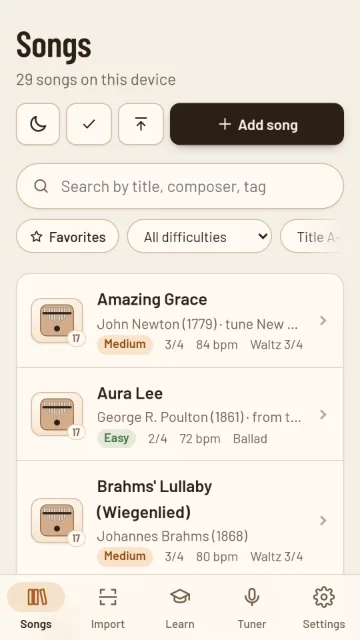 Songs
29 songs on this device
Add song
Search by title, composer, tag
Favorites
All difficulties
Title A-
Amazing Grace
John Newton (1779) · tune New ...
17
Medium 3/4 84 bpm Waltz 3/4
Aura Lee
George R. Poulton (1861) · from t...
17
Easy 2/4 72 bpm Ballad
Brahms' Lullaby
(Wiegenlied)
Johannes Brahms (1868)
17
Medium 3/4 80 bpm Waltz 3/4
Songs
Import
Learn
Tuner
Settings